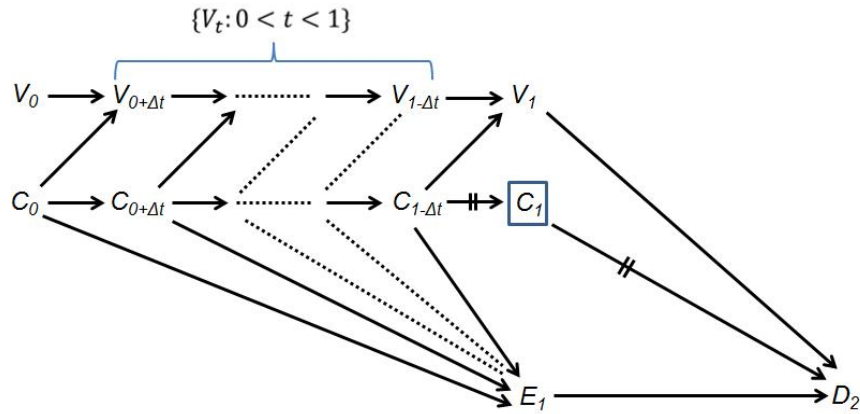 {V_t: 0 < t < 1}
V_0 V_{0+Δt} V_{1-Δt} V_1
C_0 C_{0+Δt} C_{1-Δt} C_1
E_1 D_2